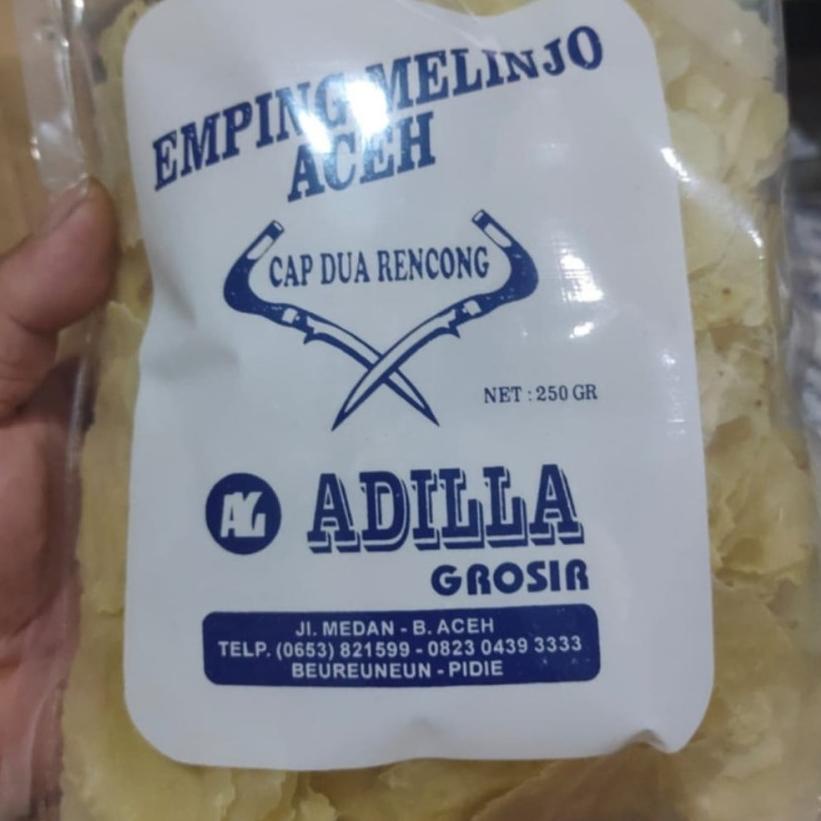 EMPING MELINJO
ACEH
CAP DUA RENCONG
NET : 250 GR
AG ADILLA
GROSIR
Jl. MEDAN - B. ACEH
TELP. (0653) 821599 - 0823 0439 3333
BEUREUNEUN - PIDIE